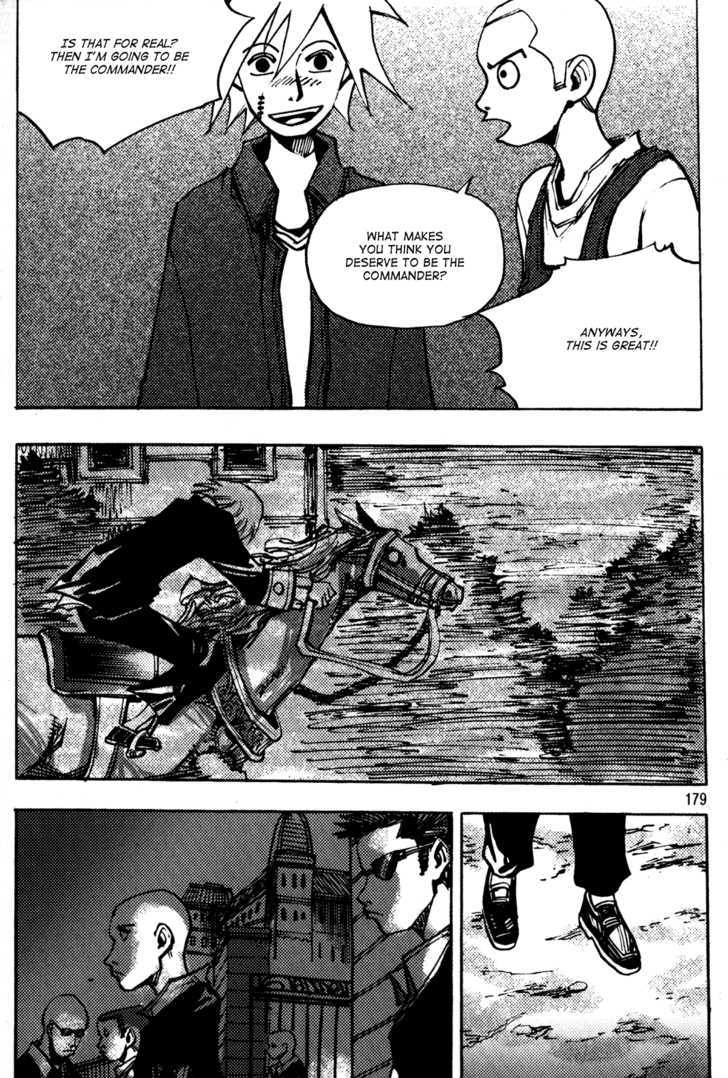 IS THAT FOR REAL?
THEN I'M GOING TO BE
THE COMMANDER!!
WHAT MAKES
YOU THINK YOU
DESERVE TO BE THE
COMMANDER?
ANYWAYS,
THIS IS GREAT!!
179